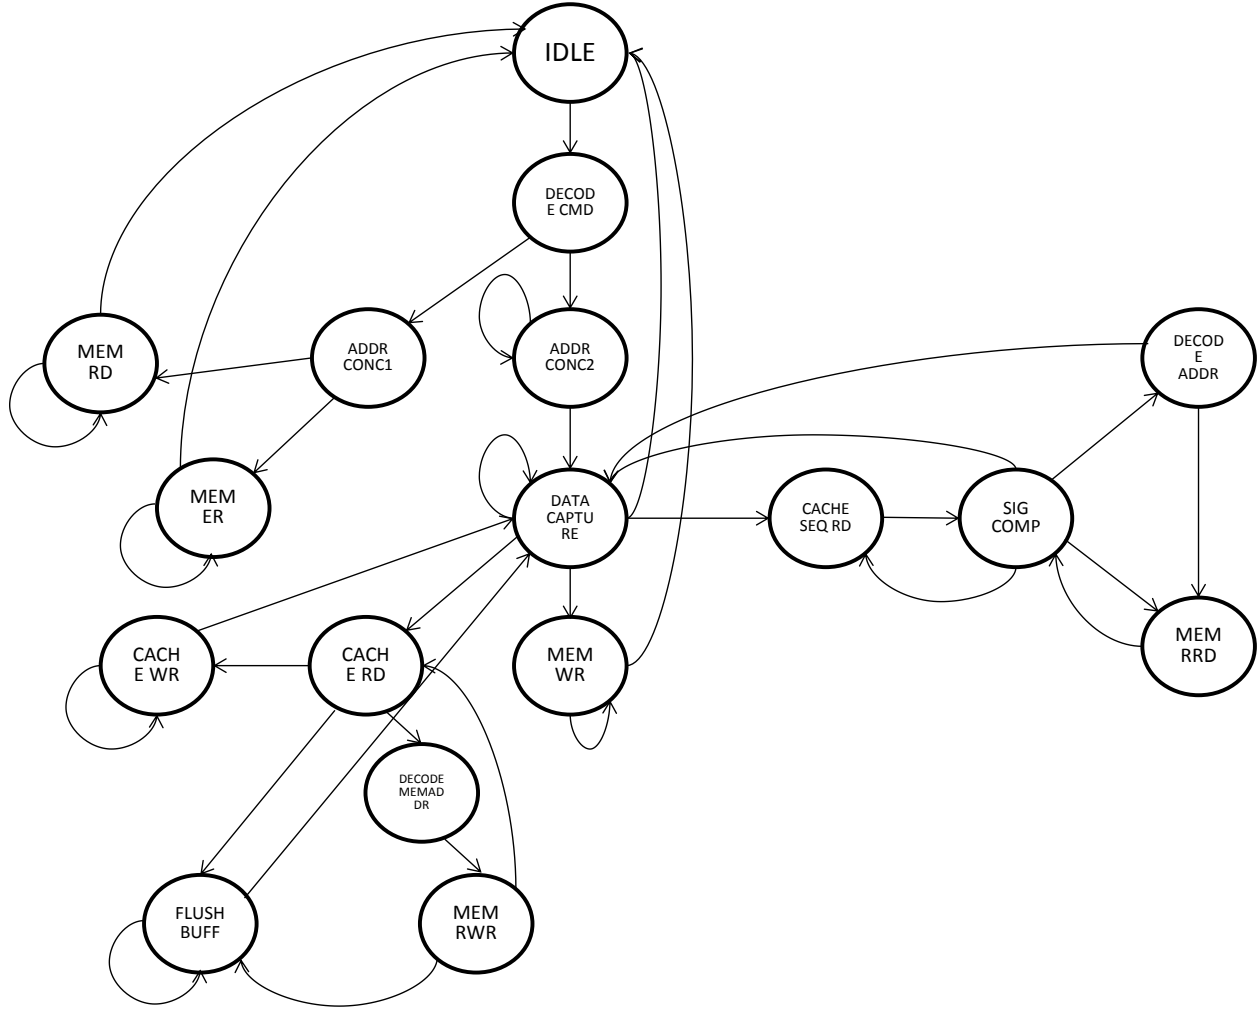 IDLE
DECOD
E CMD
MEM
RD
ADDR
CONC1
ADDR
CONC2
DECOD
E
ADDR
MEM
ER
DATA
CAPTU
RE
CACHE
SEQ RD
SIG
COMP
CACH
E WR
CACH
E RD
MEM
WR
MEM
RRD
DECODE
MEMAD
DR
FLUSH
BUFF
MEM
RWR